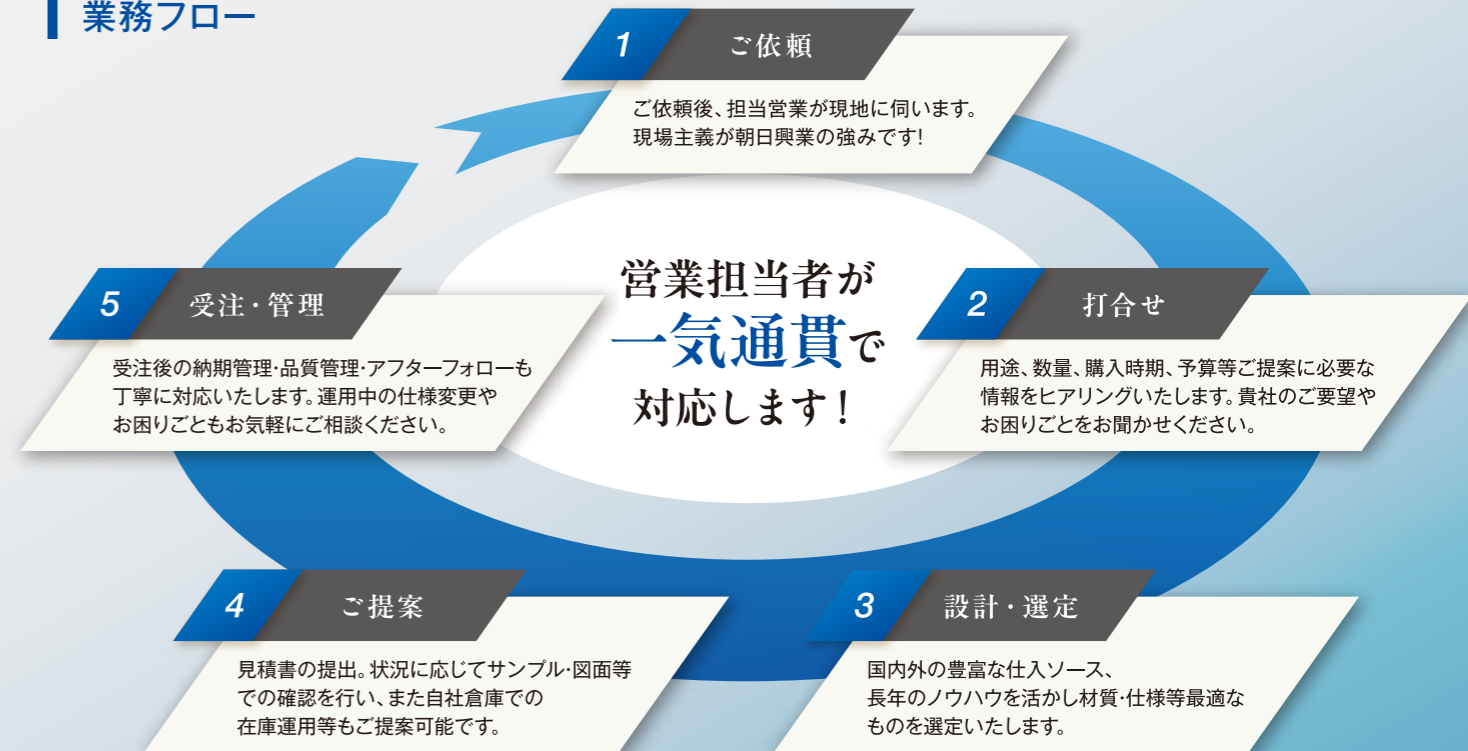 業務フロー
1 ご依頼
ご依頼後、担当営業が現地に伺います。
現場主義が朝日興業の強みです!
営業担当者が
一気通貫で
対応します!
2 打合せ
用途、数量、購入時期、予算等ご提案に必要な
情報をヒアリングいたします。貴社のご要望や
お困りごとをお聞かせください。
3 設計・選定
国内外の豊富な仕入ソース、
長年のノウハウを活かし材質・仕様等最適な
ものを選定いたします。
4 ご提案
見積書の提出。状況に応じてサンプル・図面等
での確認を行い、また自社倉庫での
在庫運用等もご提案可能です。
5 受注・管理
受注後の納期管理・品質管理・アフターフォローも
丁寧に対応いたします。運用中の仕様変更や
お困りごともお気軽にご相談ください。